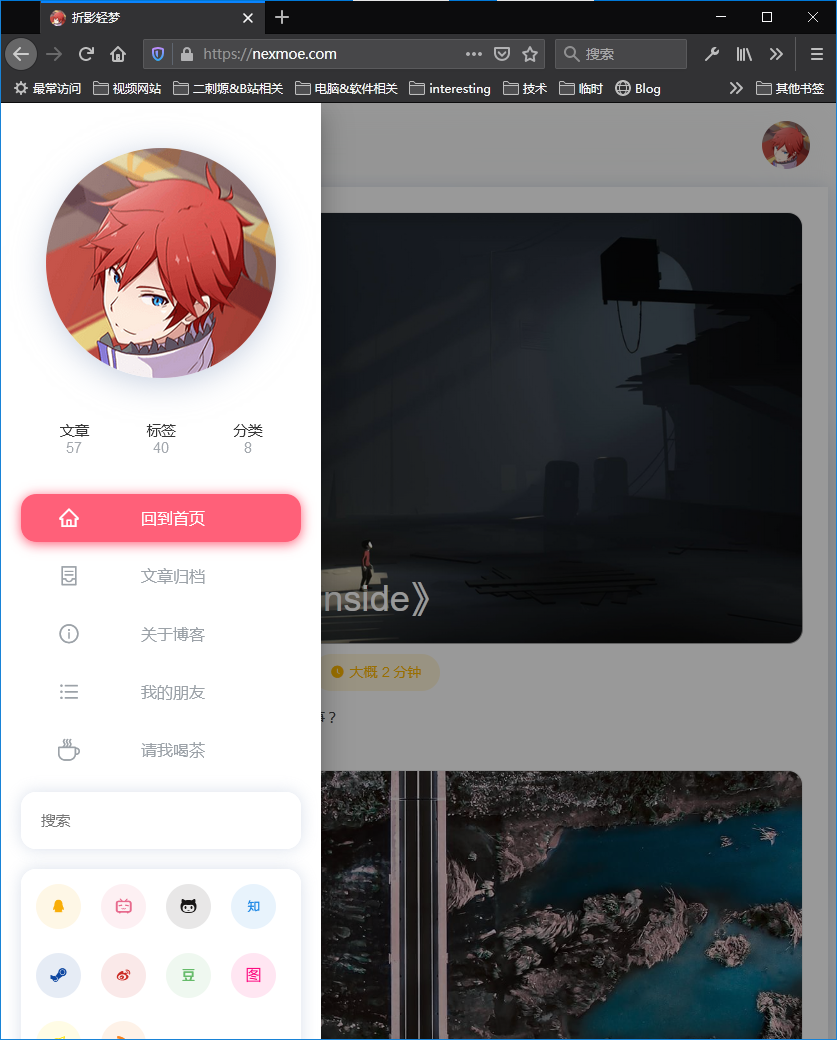 折影轻梦
https://nexmoe.com
搜索
最常访问 视频网站 二刺塬&B站相关 电脑&软件相关 interesting 技术 临时 Blog 其他书签
文章 标签 分类
57 40 8
回到首页
文章归档
关于博客
我的朋友
请我喝茶
nside》
大概 2 分钟
？
搜索
知
豆 图